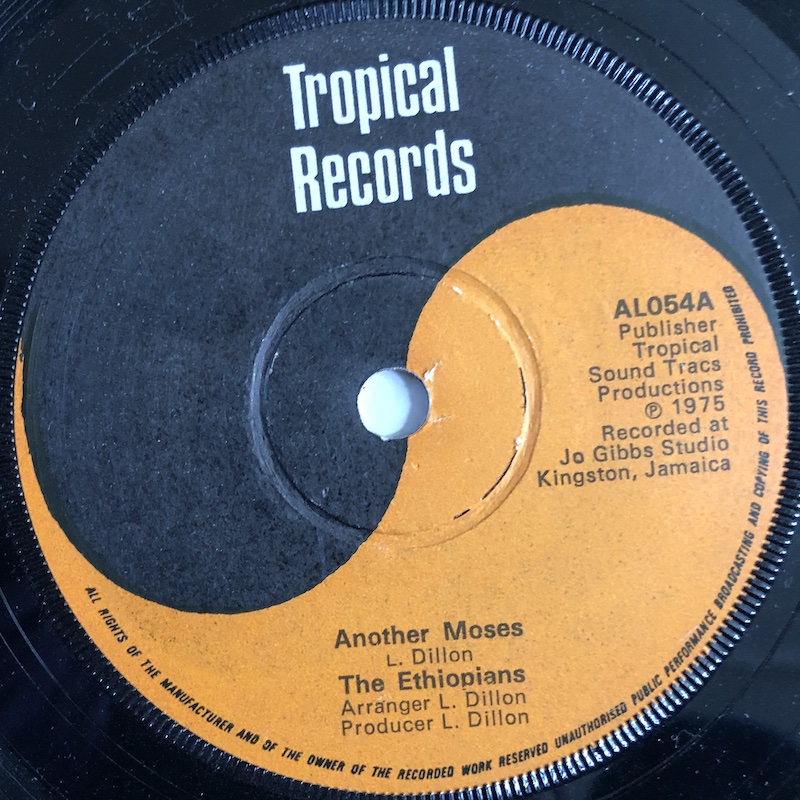 Tropical
Records
AL054A
Publisher
Tropical
Sound Tracs
Productions
℗ 1975
Recorded at
Jo Gibbs Studio
Kingston, Jamaica
Another Moses
L. Dillon
The Ethiopians
Arranger L. Dillon
Producer L. Dillon
ALL RIGHTS OF THE MANUFACTURER AND OF THE OWNER OF THE RECORDED WORK RESERVED UNAUTHORISED PUBLIC PERFORMANCE BROADCASTING AND COPYING OF THIS RECORD PROHIBITED